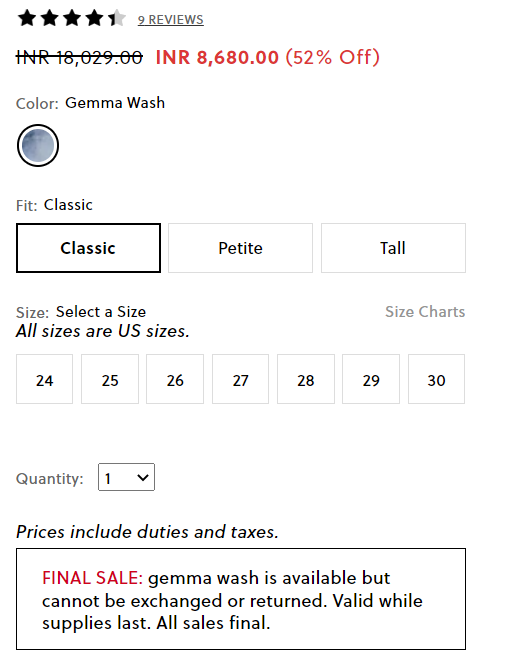 9 REVIEWS
INR 18,029.00 INR 8,680.00 (52% Off)
Color: Gemma Wash
Fit: Classic
Classic Petite Tall
Size: Select a Size Size Charts
All sizes are US sizes.
24 25 26 27 28 29 30
Quantity: 1
Prices include duties and taxes.
FINAL SALE: gemma wash is available but
cannot be exchanged or returned. Valid while
supplies last. All sales final.